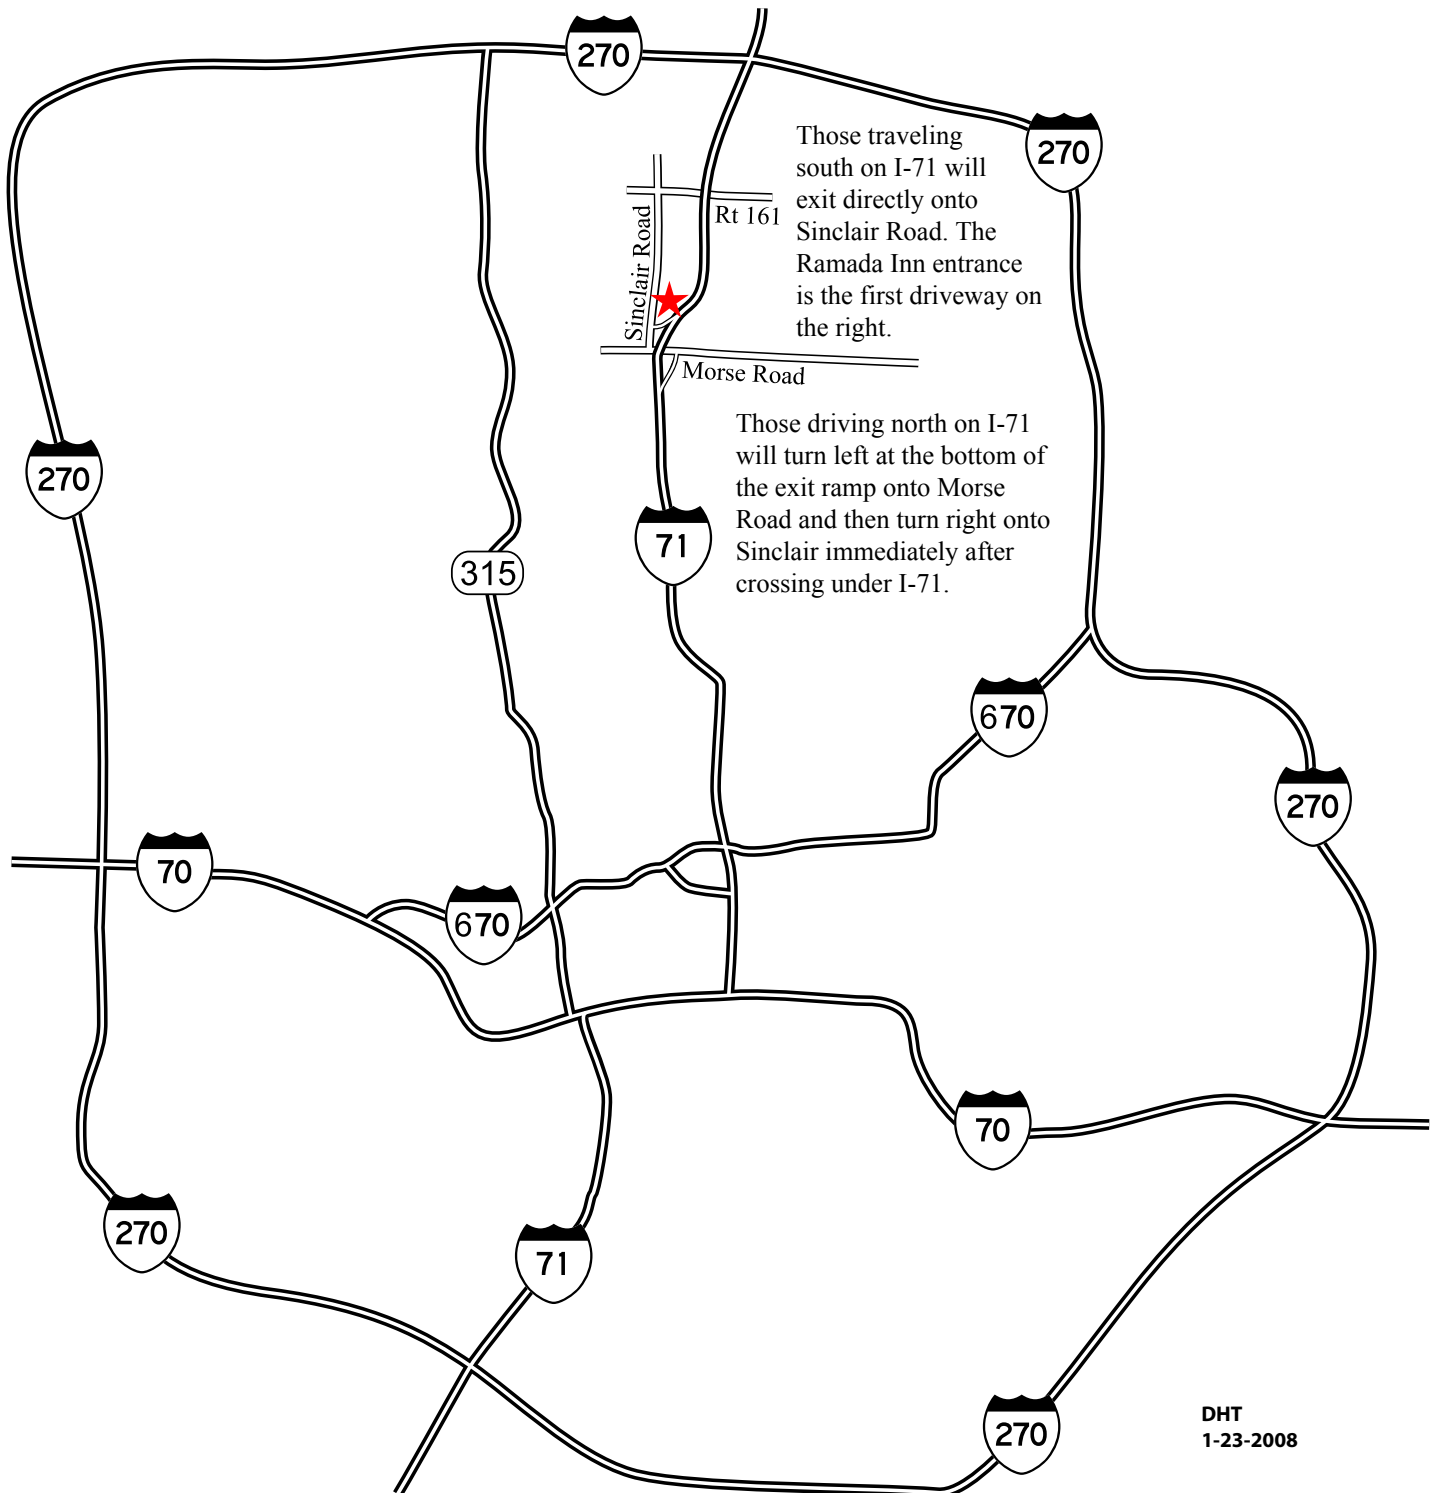 270
270
Those traveling
south on I-71 will
exit directly onto
Sinclair Road. The
Ramada Inn entrance
is the first driveway on
the right.
Rt 161
Sinclair Road
Morse Road
Those driving north on I-71
will turn left at the bottom of
the exit ramp onto Morse
Road and then turn right onto
Sinclair immediately after
crossing under I-71.
270
71
315
670
270
70
670
70
270
71
270
DHT
1-23-2008